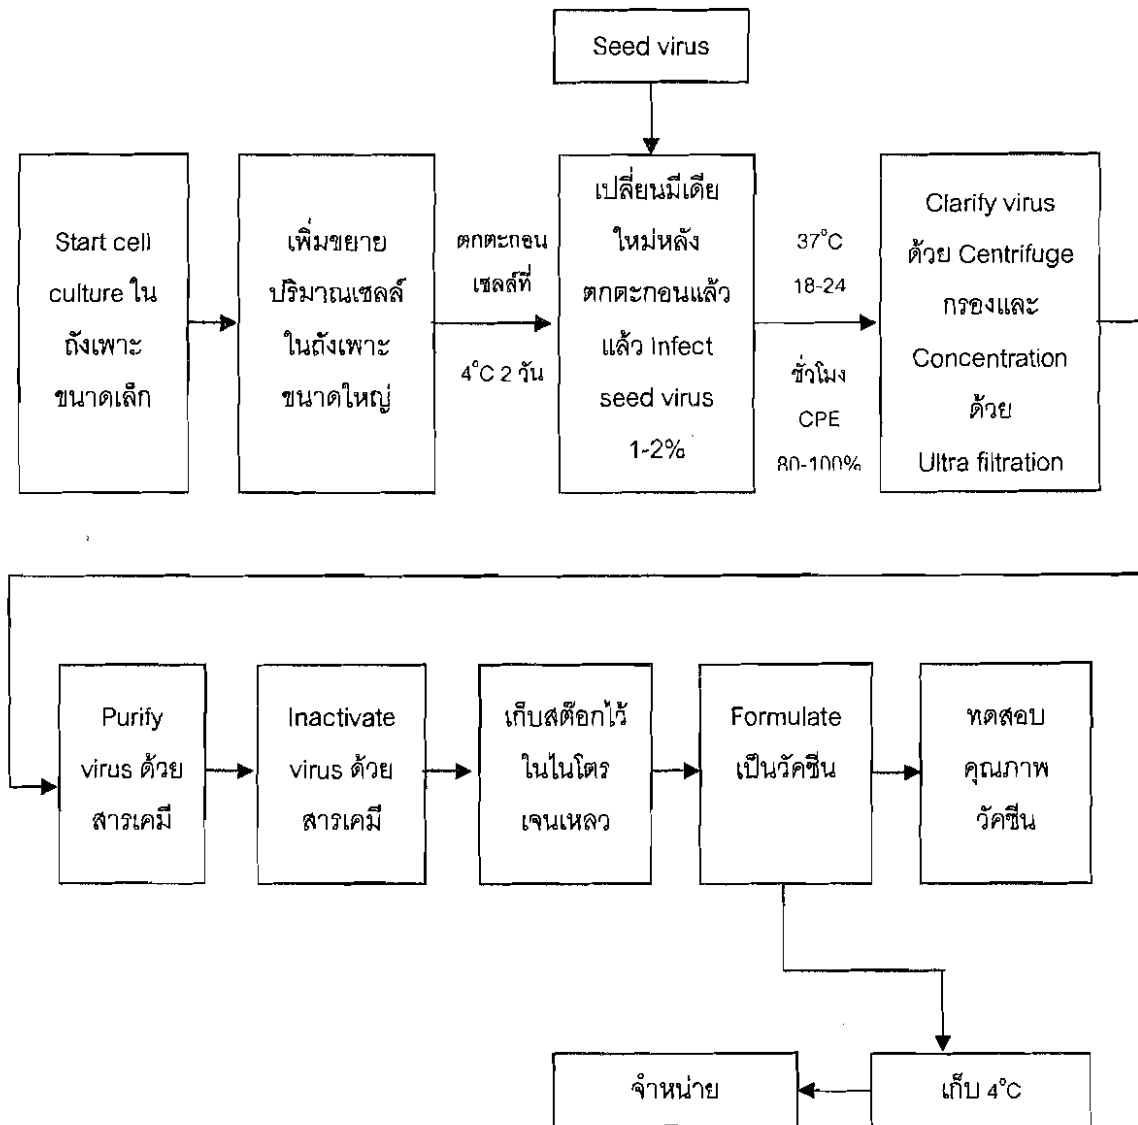 Seed virus
Start cell
culture ใน
ถังเพาะ
ขนาดเล็ก
เพิ่มขยาย
ปริมาณเซลล์
ในถังเพาะ
ขนาดใหญ่
ตกตะกอน
เซลล์ที่
4°C 2 วัน
เปลี่ยนมีเดีย
ใหม่หลัง
ตกตะกอนแล้ว
แล้ว Infect
seed virus
1-2%
37°C
18-24
ชั่วโมง
CPE
80-100%
Clarify virus
ด้วย Centrifuge
กรองและ
Concentration
ด้วย
Ultra filtration
Purify
virus ด้วย
สารเคมี
Inactivate
virus ด้วย
สารเคมี
เก็บสต๊อกไว้
ในไนโตร
เจนเหลว
Formulate
เป็นวัคซีน
ทดสอบ
คุณภาพ
วัคซีน
จำหน่าย
เก็บ 4°C